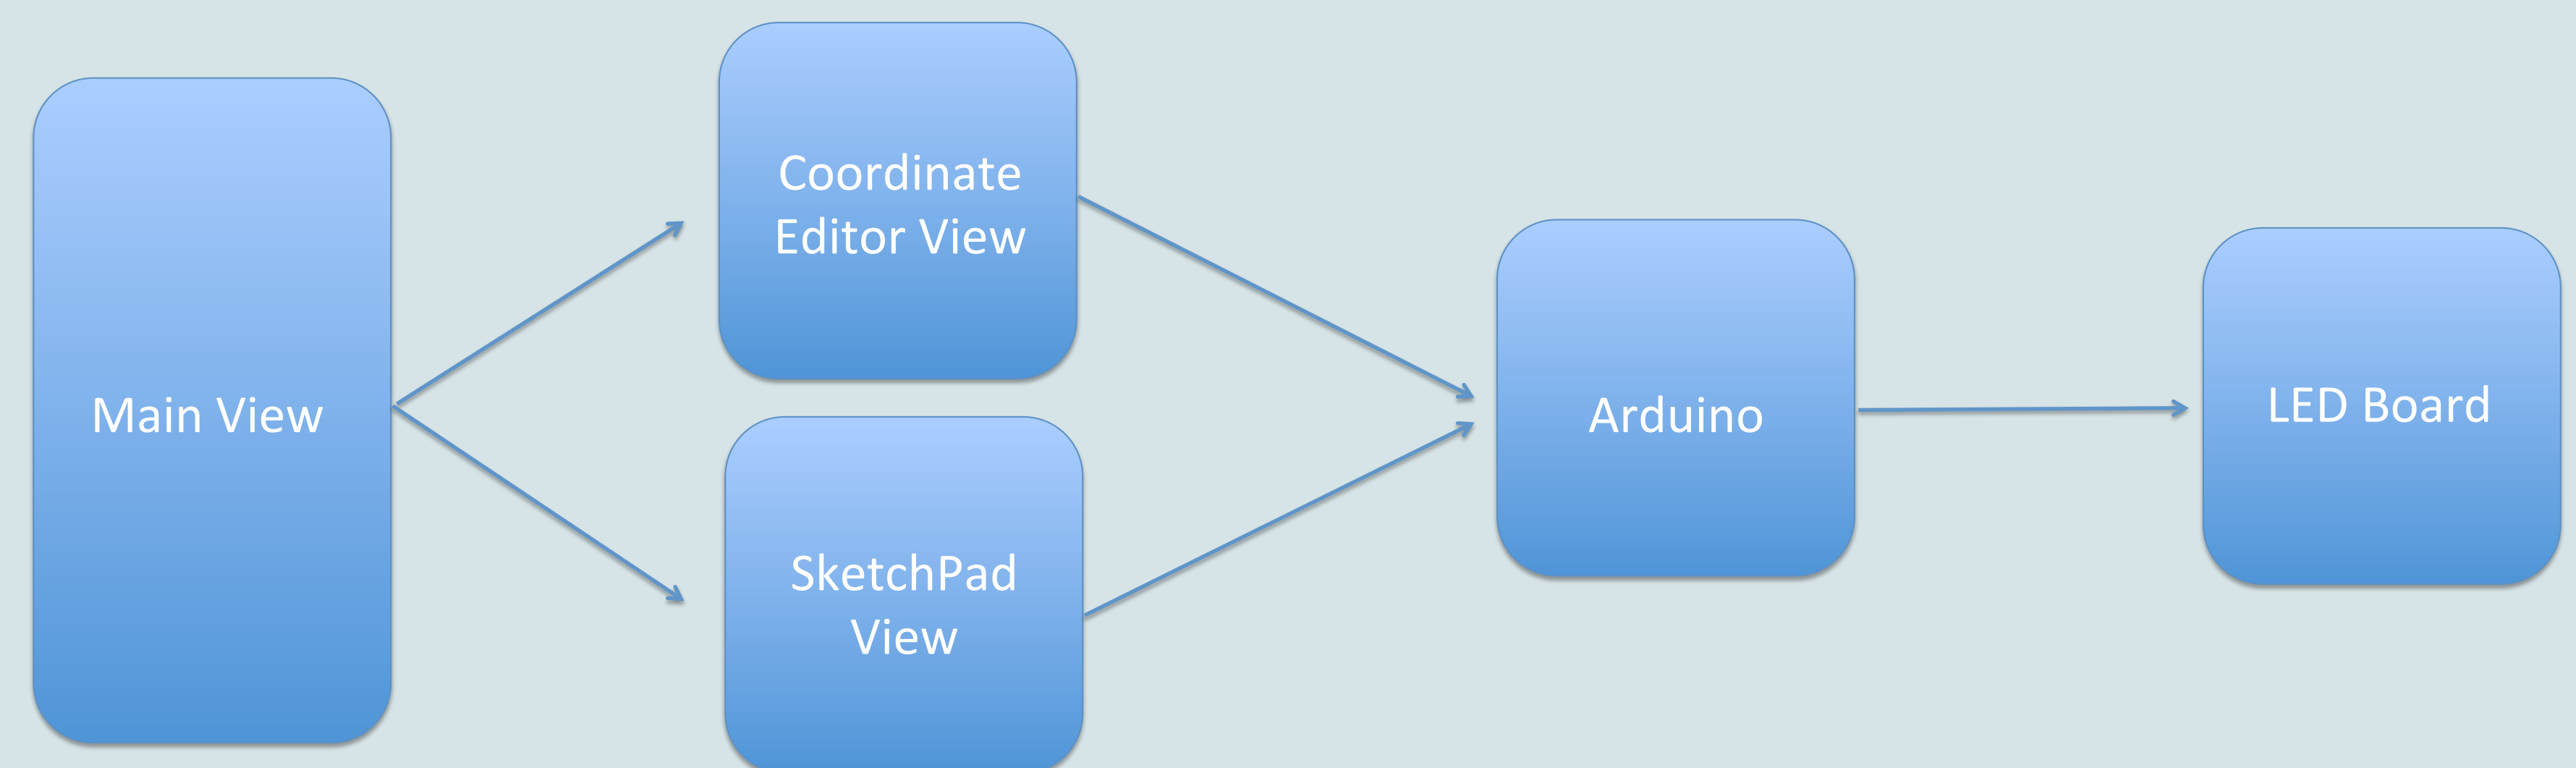 Main View
Coordinate
Editor View
SketchPad
View
Arduino
LED Board